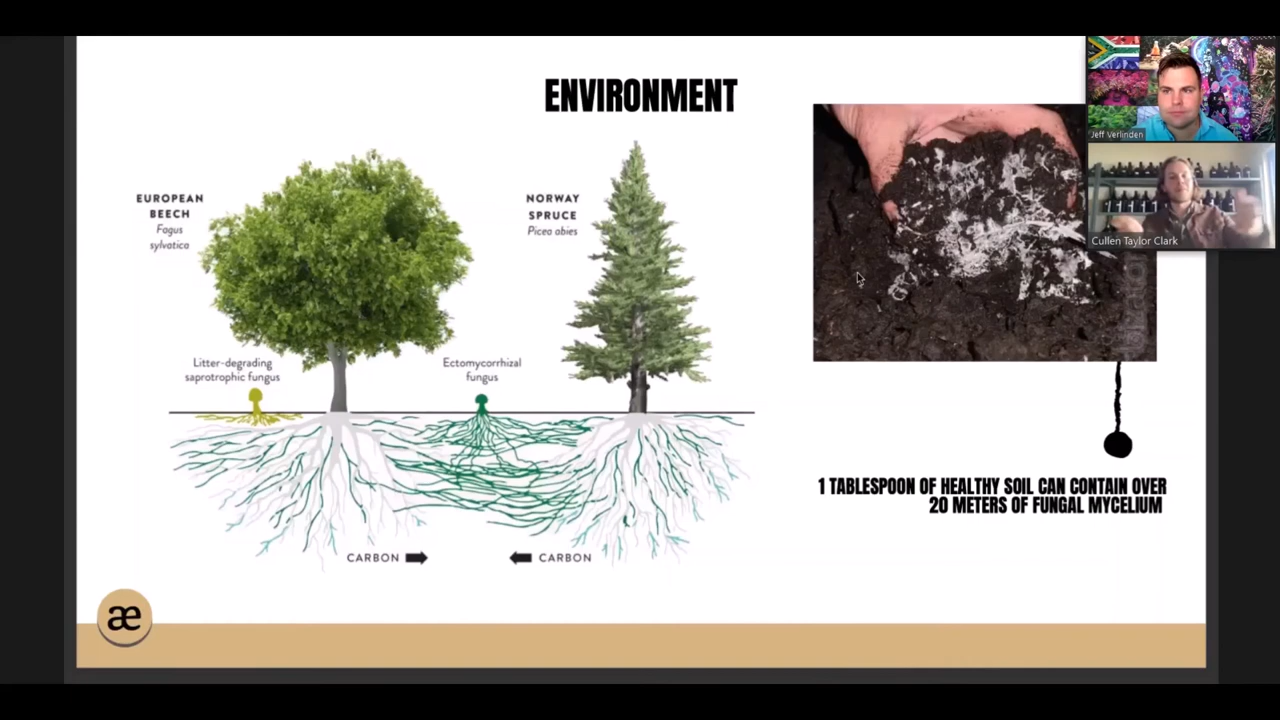 ENVIRONMENT
EUROPEAN
BEECH
Fagus
sylvatica
NORWAY
SPRUCE
Picea abies
Litter-degrading
saprotrophic fungus
Ectomycorrhizal
fungus
CARBON
CARBON
Jeff Verlinden
Cullen Taylor Clark
1 TABLESPOON OF HEALTHY SOIL CAN CONTAIN OVER
20 METERS OF FUNGAL MYCELIUM
æ